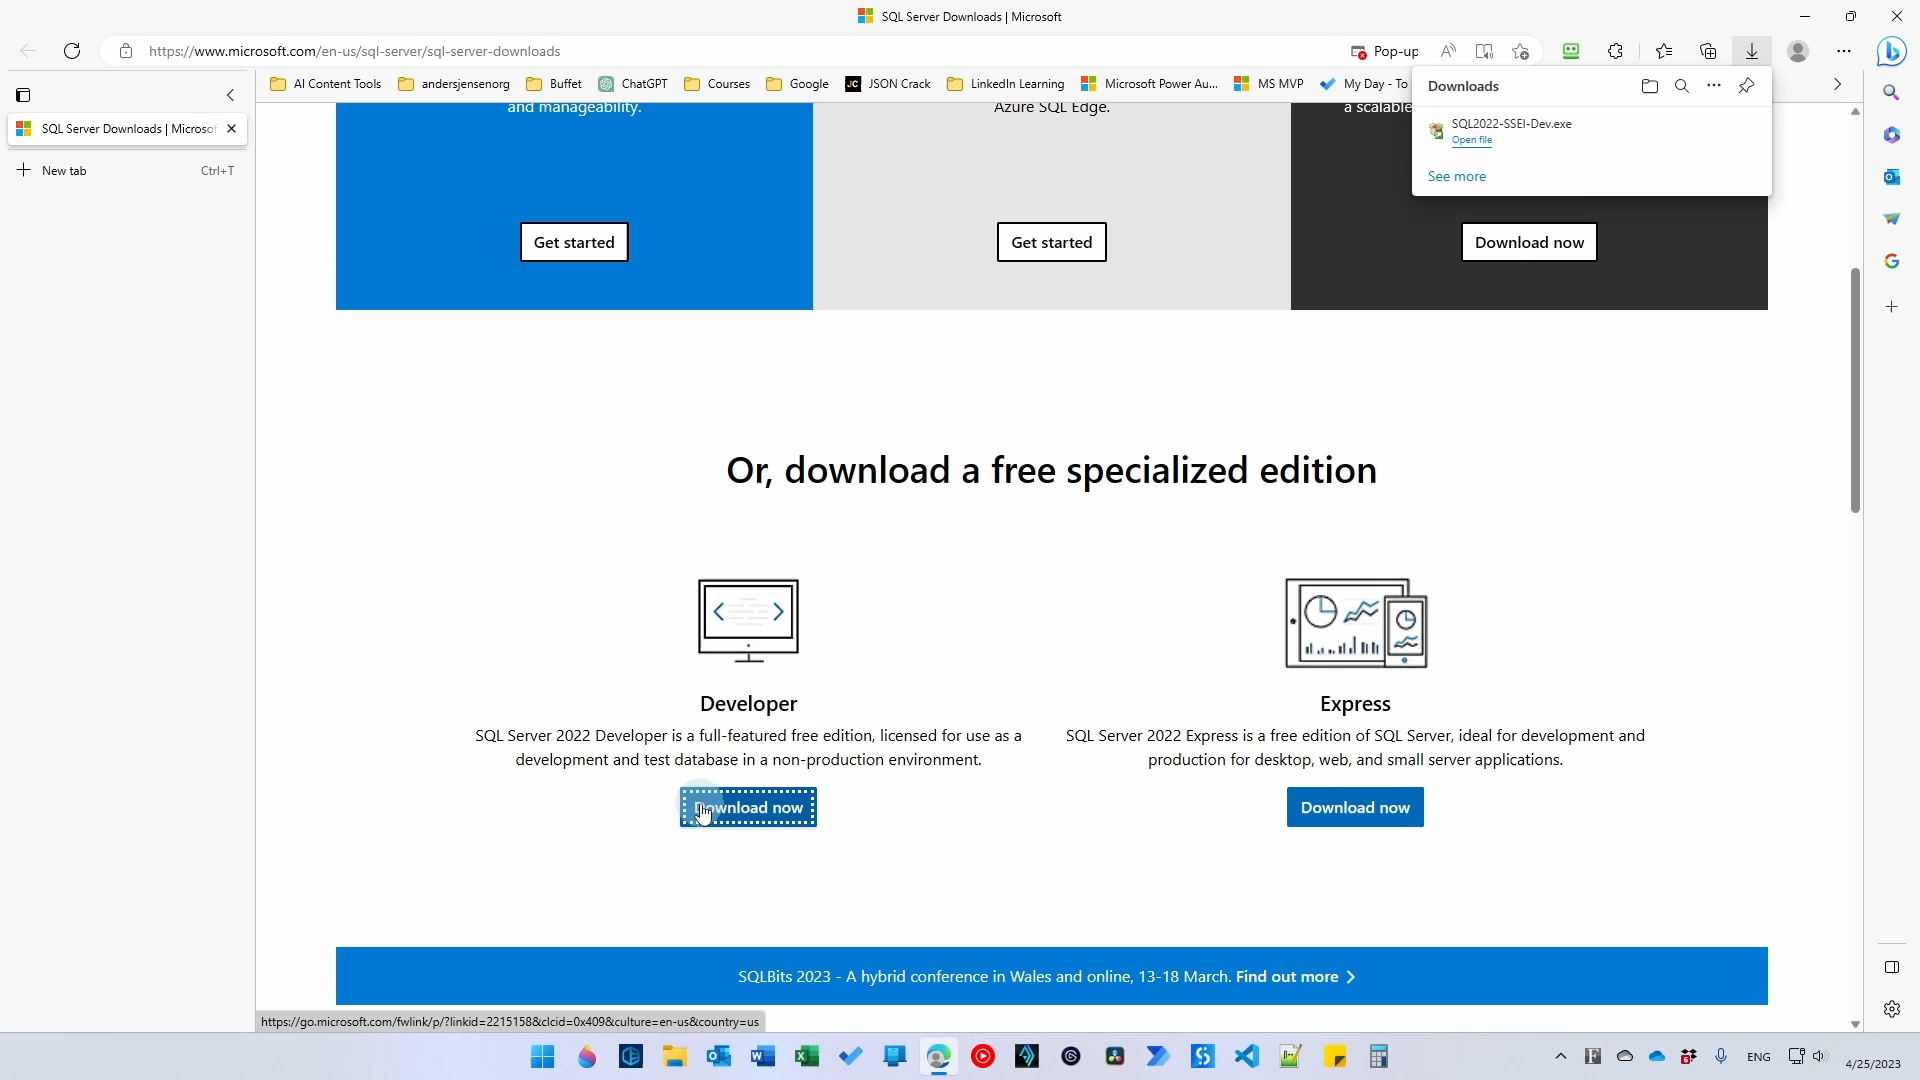 SQL Server Downloads | Microsoft
https://www.microsoft.com/en-us/sql-server/sql-server-downloads
Pop-up
AI Content Tools
andersjensenorg
Buffet
ChatGPT
Courses
Google
JC
JSON Crack
LinkedIn Learning
Microsoft Power Au...
MS MVP
My Day - To
Downloads
SQL2022-SSEI-Dev.exe
Open file
See more
SQL Server Downloads | Microsof
New tab
Ctrl+T
and manageability.
Azure SQL Edge.
a scalable
Get started
Get started
Download now
Or, download a free specialized edition
Developer
SQL Server 2022 Developer is a full-featured free edition, licensed for use as a
development and test database in a non-production environment.
Download now
Express
SQL Server 2022 Express is a free edition of SQL Server, ideal for development and
production for desktop, web, and small server applications.
Download now
SQLBits 2023 - A hybrid conference in Wales and online, 13-18 March. Find out more
https://go.microsoft.com/fwlink/p/?linkid=2215158&clcid=0x409&culture=en-us&country=us
ENG
4/25/2023